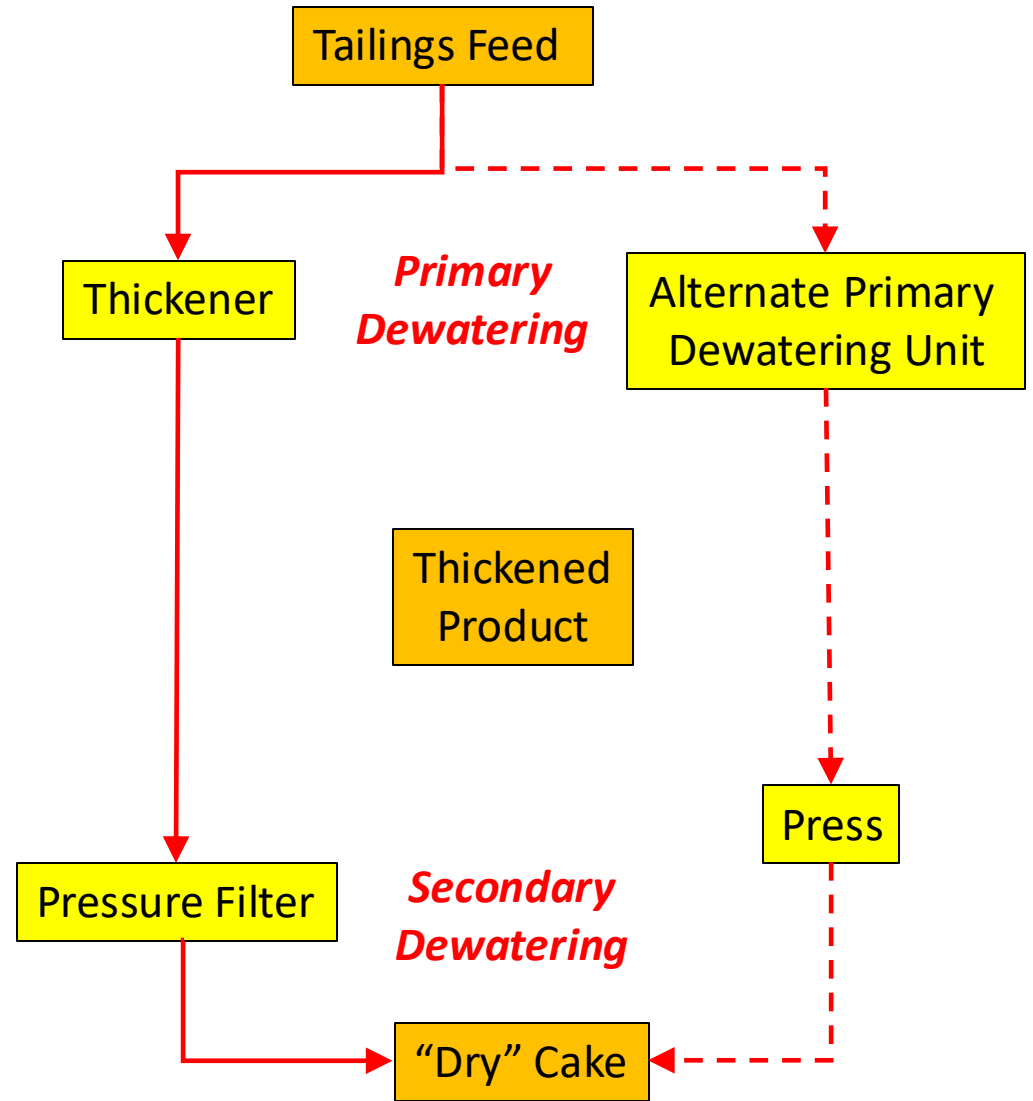 Tailings Feed
Thickener
Primary
Dewatering
Alternate Primary
Dewatering Unit
Thickened
Product
Press
Pressure Filter
Secondary
Dewatering
“Dry” Cake